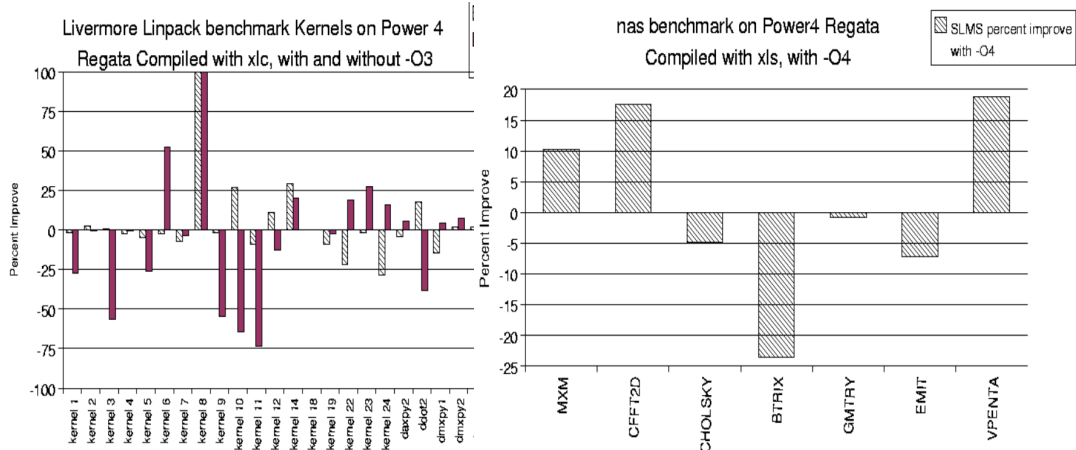 Livermore Linpack benchmark Kernels on Power 4
Regata Compiled with xlc, with and without -O3
Percent Improve
100
75
50
25
0
-25
-50
-75
-100
kernel 1
kernel 2
kernel 3
kernel 4
kernel 5
kernel 6
kernel 7
kernel 8
kernel 9
kernel 10
kernel 11
kernel 12
kernel 14
kernel 18
kernel 19
kernel 22
kernel 23
kernel 24
daxpy2
ddot2
dmxpy1
dmxpy2
nas benchmark on Power4 Regata
Compiled with xls, with -O4
SLMS percent improve
with -O4
Percent Improve
20
15
10
5
0
-5
-10
-15
-20
-25
MXM
CFFT2D
CHOLSKY
BTRIX
GMTRY
EMIT
VPENTA